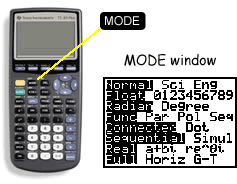 MODE
MODE window
Normal Sci Eng
Float 0123456789
Radian Degree
Func Par Pol Seq
Connected Dot
Sequential Simul
Real a+bi re^θi
Full Horiz G-T